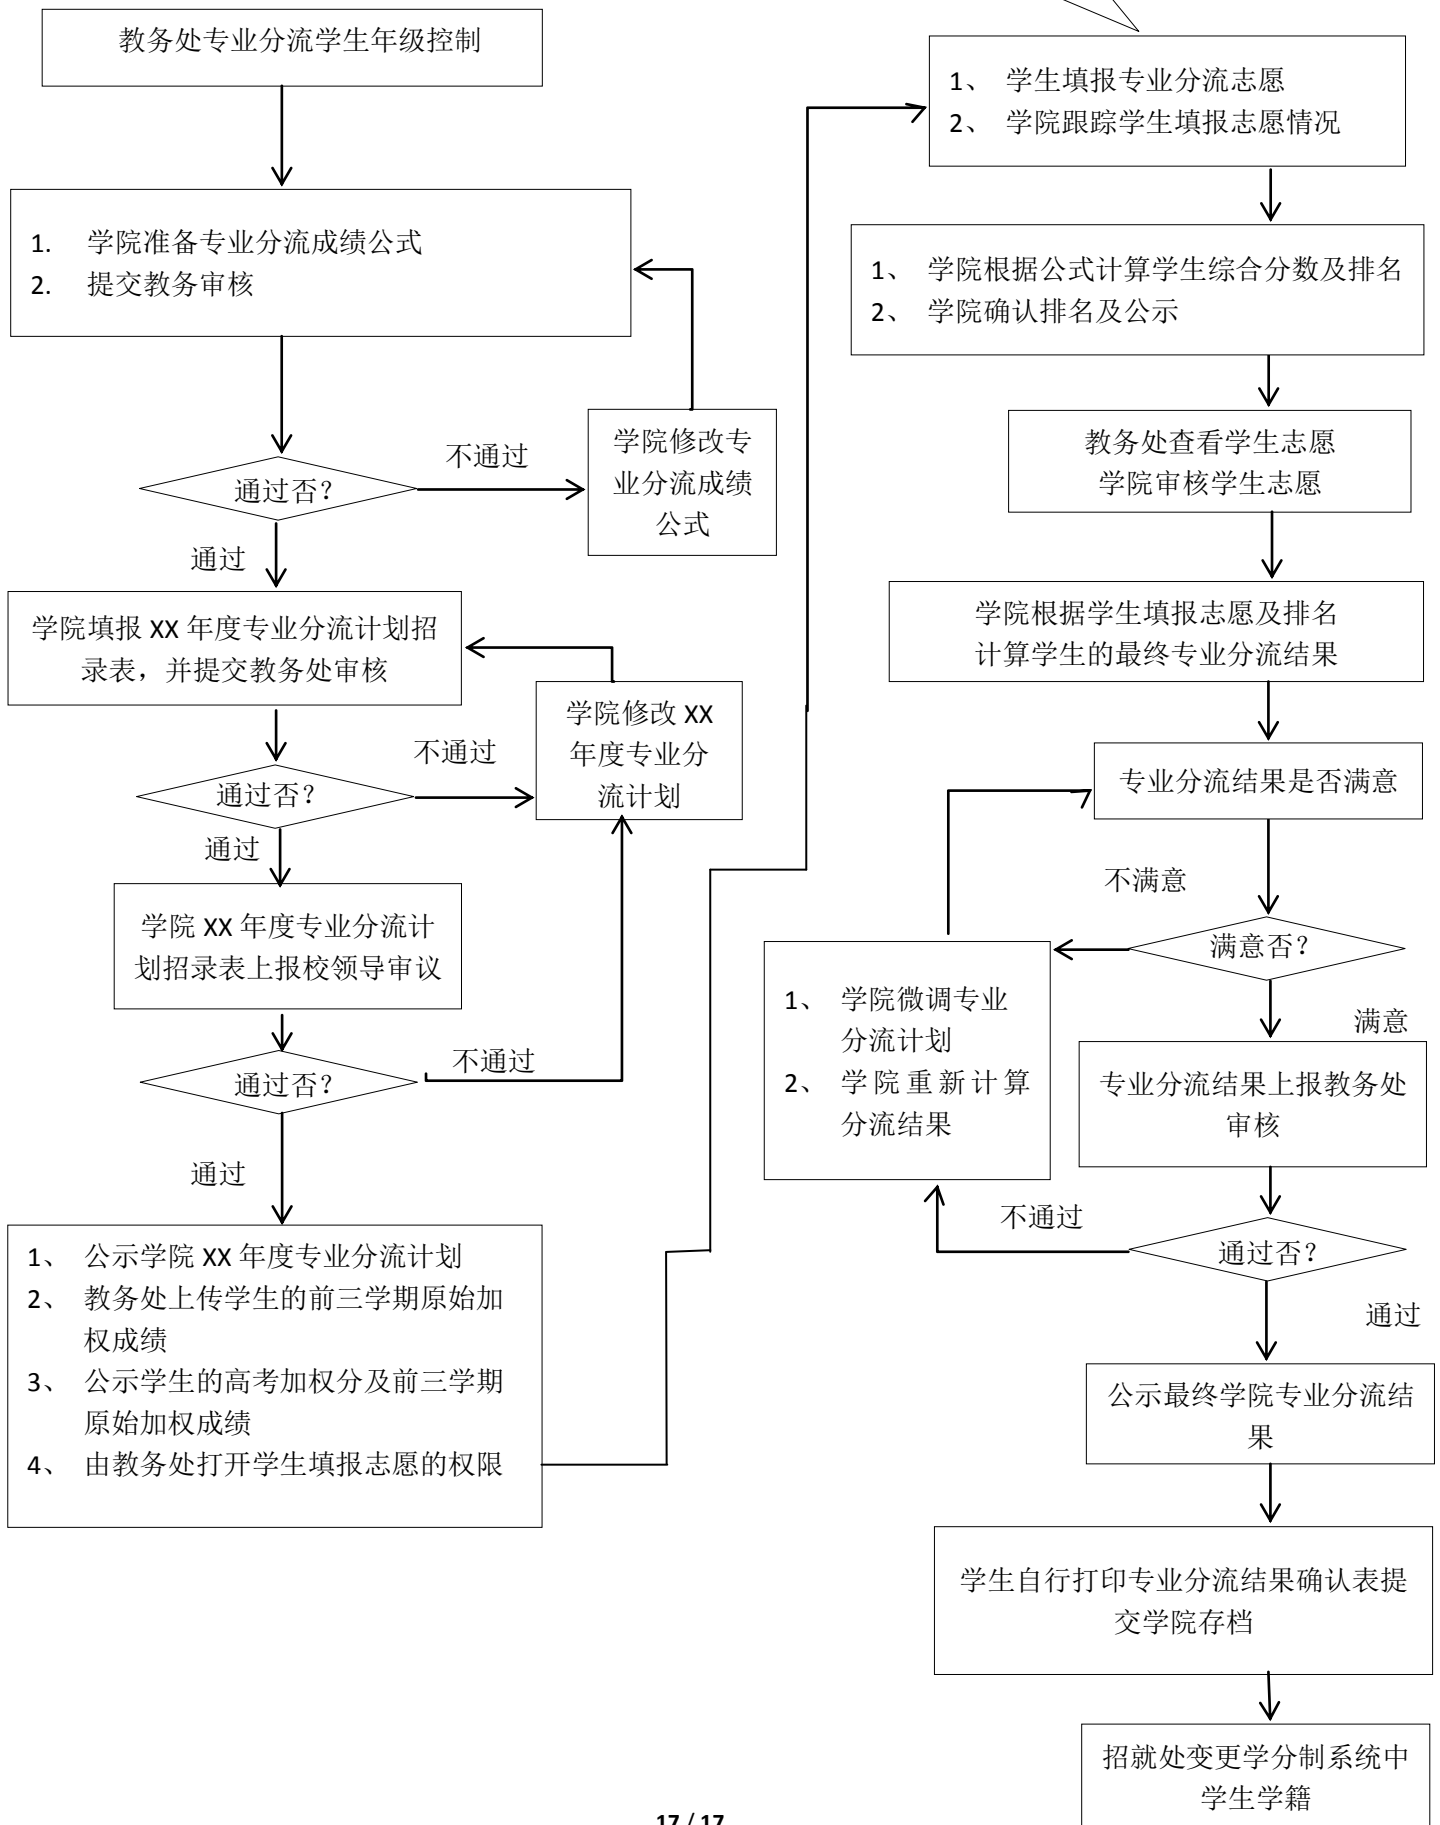 教务处专业分流学生年级控制
1. 学院准备专业分流成绩公式
2. 提交教务审核
学院修改专
业分流成绩
公式
不通过
通过否？
通过
学院填报 XX 年度专业分流计划招
录表，并提交教务处审核
学院修改 XX
年度专业分
流计划
不通过
通过否？
通过
学院 XX 年度专业分流计
划招录表上报校领导审议
不通过
通过否？
通过
1、 公示学院 XX 年度专业分流计划
2、 教务处上传学生的前三学期原始加
权成绩
3、 公示学生的高考加权分及前三学期
原始加权成绩
4、 由教务处打开学生填报志愿的权限
1、 学生填报专业分流志愿
2、 学院跟踪学生填报志愿情况
1、 学院根据公式计算学生综合分数及排名
2、 学院确认排名及公示
教务处查看学生志愿
学院审核学生志愿
学院根据学生填报志愿及排名
计算学生的最终专业分流结果
专业分流结果是否满意
不满意
满意否？
1、 学院微调专业
分流计划
2、 学院重新计算
分流结果
满意
专业分流结果上报教务处
审核
不通过
通过否？
通过
公示最终学院专业分流结
果
学生自行打印专业分流结果确认表提
交学院存档
招就处变更学分制系统中
学生学籍
17 / 17